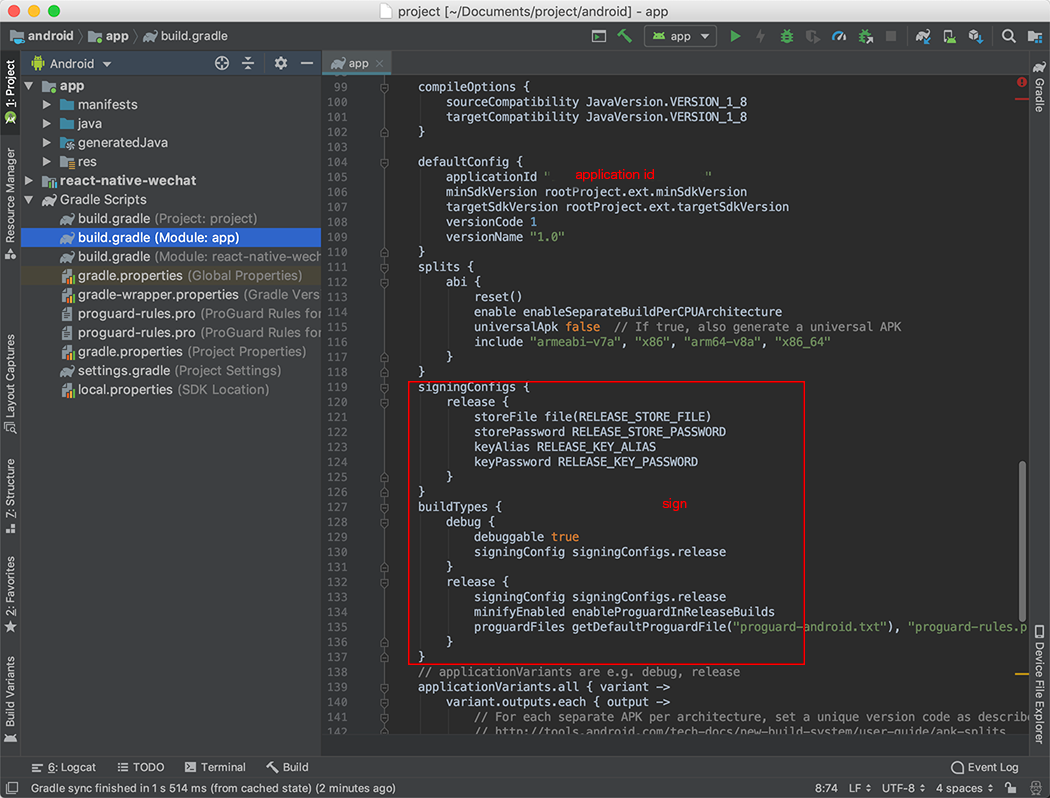 project [~/Documents/project/android] - app
android app build.gradle
app
1: Project
Resource Manager
Layout Captures
Z: Structure
2: Favorites
Build Variants
Android
app
manifests
java
generatedJava
res
react-native-wechat
Gradle Scripts
build.gradle (Project: project)
build.gradle (Module: app)
build.gradle (Module: react-native-wech
gradle.properties (Global Properties)
gradle-wrapper.properties (Gradle Vers
proguard-rules.pro (ProGuard Rules for
proguard-rules.pro (ProGuard Rules for
gradle.properties (Project Properties)
settings.gradle (Project Settings)
local.properties (SDK Location)
app
99 compileOptions {
100 sourceCompatibility JavaVersion.VERSION_1_8
101 targetCompatibility JavaVersion.VERSION_1_8
102 }
103
104 defaultConfig {
105 applicationId " application id "
106 minSdkVersion rootProject.ext.minSdkVersion
107 targetSdkVersion rootProject.ext.targetSdkVersion
108 versionCode 1
109 versionName "1.0"
110 }
111 splits {
112 abi {
113 reset()
114 enable enableSeparateBuildPerCPUArchitecture
115 universalApk false // If true, also generate a universal APK
116 include "armeabi-v7a", "x86", "arm64-v8a", "x86_64"
117 }
118 }
119 signingConfigs {
120 release {
121 storeFile file(RELEASE_STORE_FILE)
122 storePassword RELEASE_STORE_PASSWORD
123 keyAlias RELEASE_KEY_ALIAS
124 keyPassword RELEASE_KEY_PASSWORD
125 }
126 }
127 buildTypes {
sign
128 debug {
129 debuggable true
130 signingConfig signingConfigs.release
131 }
132 release {
133 signingConfig signingConfigs.release
134 minifyEnabled enableProguardInReleaseBuilds
135 proguardFiles getDefaultProguardFile("proguard-android.txt"), "proguard-rules.p
136 }
137 }
138 // applicationVariants are e.g. debug, release
139 applicationVariants.all { variant ->
140 variant.outputs.each { output ->
141 // For each separate APK per architecture, set a unique version code as describe
142 // http://tools.android.com/tech-docs/new-build-system/user-guide/apk-splits
Gradle
Device File Explorer
6: Logcat TODO Terminal Build Event Log
Gradle sync finished in 1 s 514 ms (from cached state) (2 minutes ago) 8:74 LF UTF-8 4 spaces